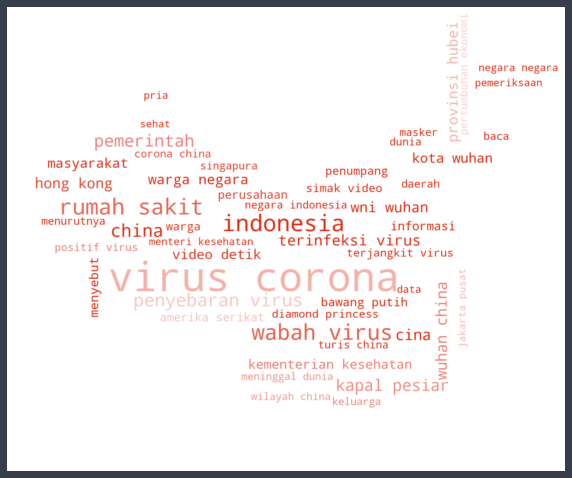 provinsi hubei
pertumbuhan ekonomi
negara negara
pemeriksaan
pria
sehat
masker
baca
pemerintah
dunia
corona china
kota wuhan
masyarakat
singapura
penumpang
hong kong
warga negara
simak video
daerah
perusahaan
rumah sakit
negara indonesia
wni wuhan
menurutnya
china
warga
indonesia
informasi
positif virus
menteri kesehatan
terinfeksi virus
video detik
terjangkit virus
menyebut
virus corona
data
penyebaran virus
bawang putih
amerika serikat
diamond princess
jakarta pusat
wabah virus
cina
turis china
wuhan china
kementerian kesehatan
meninggal dunia
kapal pesiar
wilayah china
keluarga